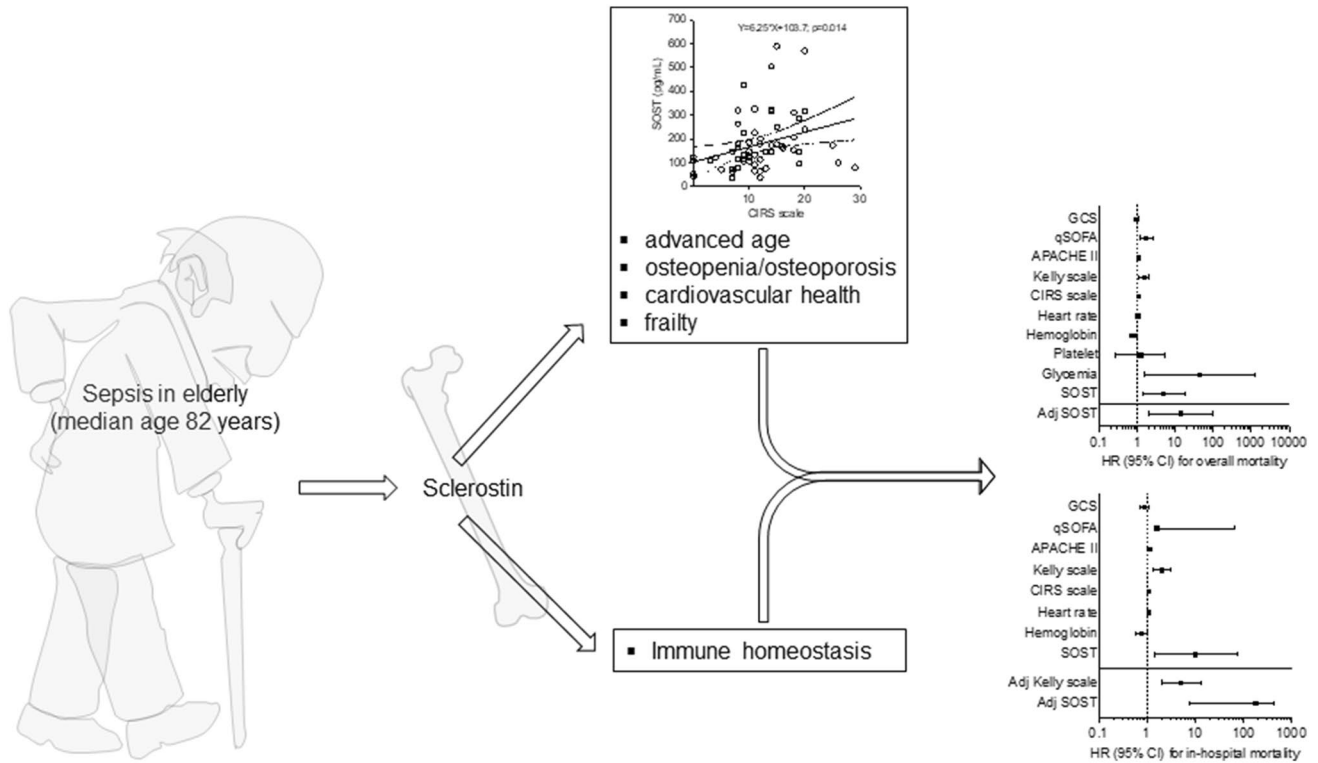 700
600
500
400
300
200
100
0
SOST (pg/mL)
Y=6.25*X+103.7; p=0.014
10
20
30
CIRS scale
▪ advanced age
▪ osteopenia/osteoporosis
▪ cardiovascular health
▪ frailty
Sepsis in elderly
(median age 82 years)
Sclerostin
▪ Immune homeostasis
GCS
qSOFA
APACHE II
Kelly scale
CIRS scale
Heart rate
Hemoglobin
Platelet
Glycemia
SOST
Adj SOST
0.1 1 10 100 1000 10000
HR (95% CI) for overall mortality
GCS
qSOFA
APACHE II
Kelly scale
CIRS scale
Heart rate
Hemoglobin
SOST
Adj Kelly scale
Adj SOST
0.1 1 10 100 1000
HR (95% CI) for in-hospital mortality